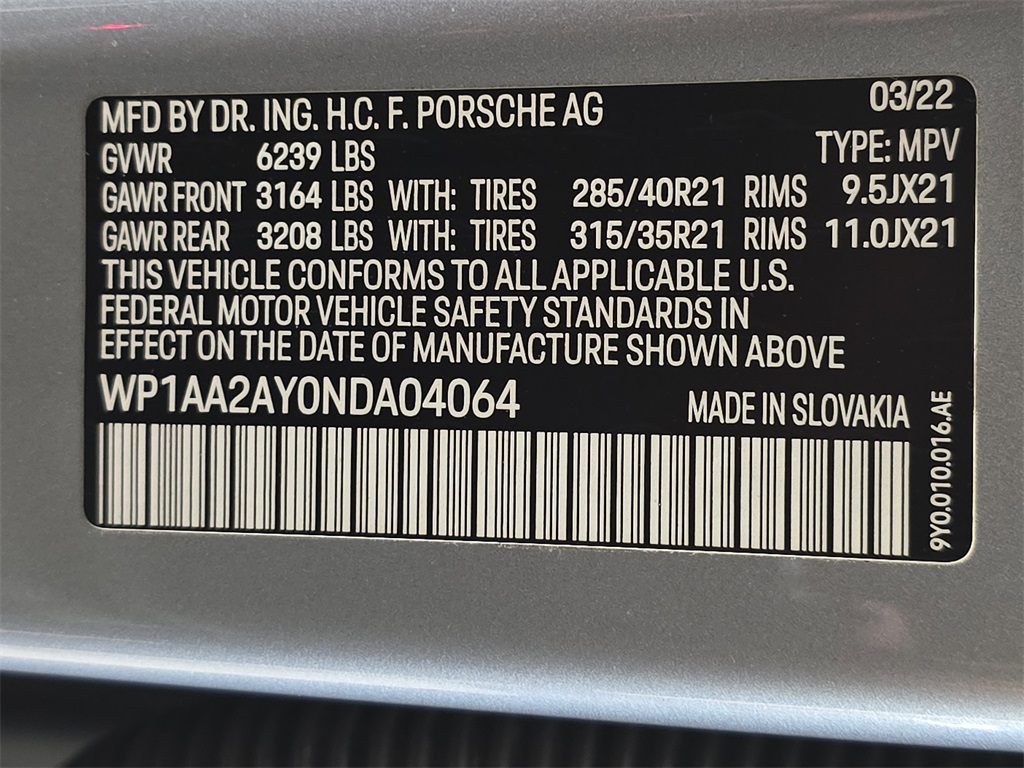 MFD BY DR. ING. H.C. F. PORSCHE AG 03/22
GVWR 6239 LBS TYPE: MPV
GAWR FRONT 3164 LBS WITH: TIRES 285/40R21 RIMS 9.5JX21
GAWR REAR 3208 LBS WITH: TIRES 315/35R21 RIMS 11.0JX21
THIS VEHICLE CONFORMS TO ALL APPLICABLE U.S.
FEDERAL MOTOR VEHICLE SAFETY STANDARDS IN
EFFECT ON THE DATE OF MANUFACTURE SHOWN ABOVE
WP1AA2AY0NDA04064 MADE IN SLOVAKIA
9Y0.010.016.AE